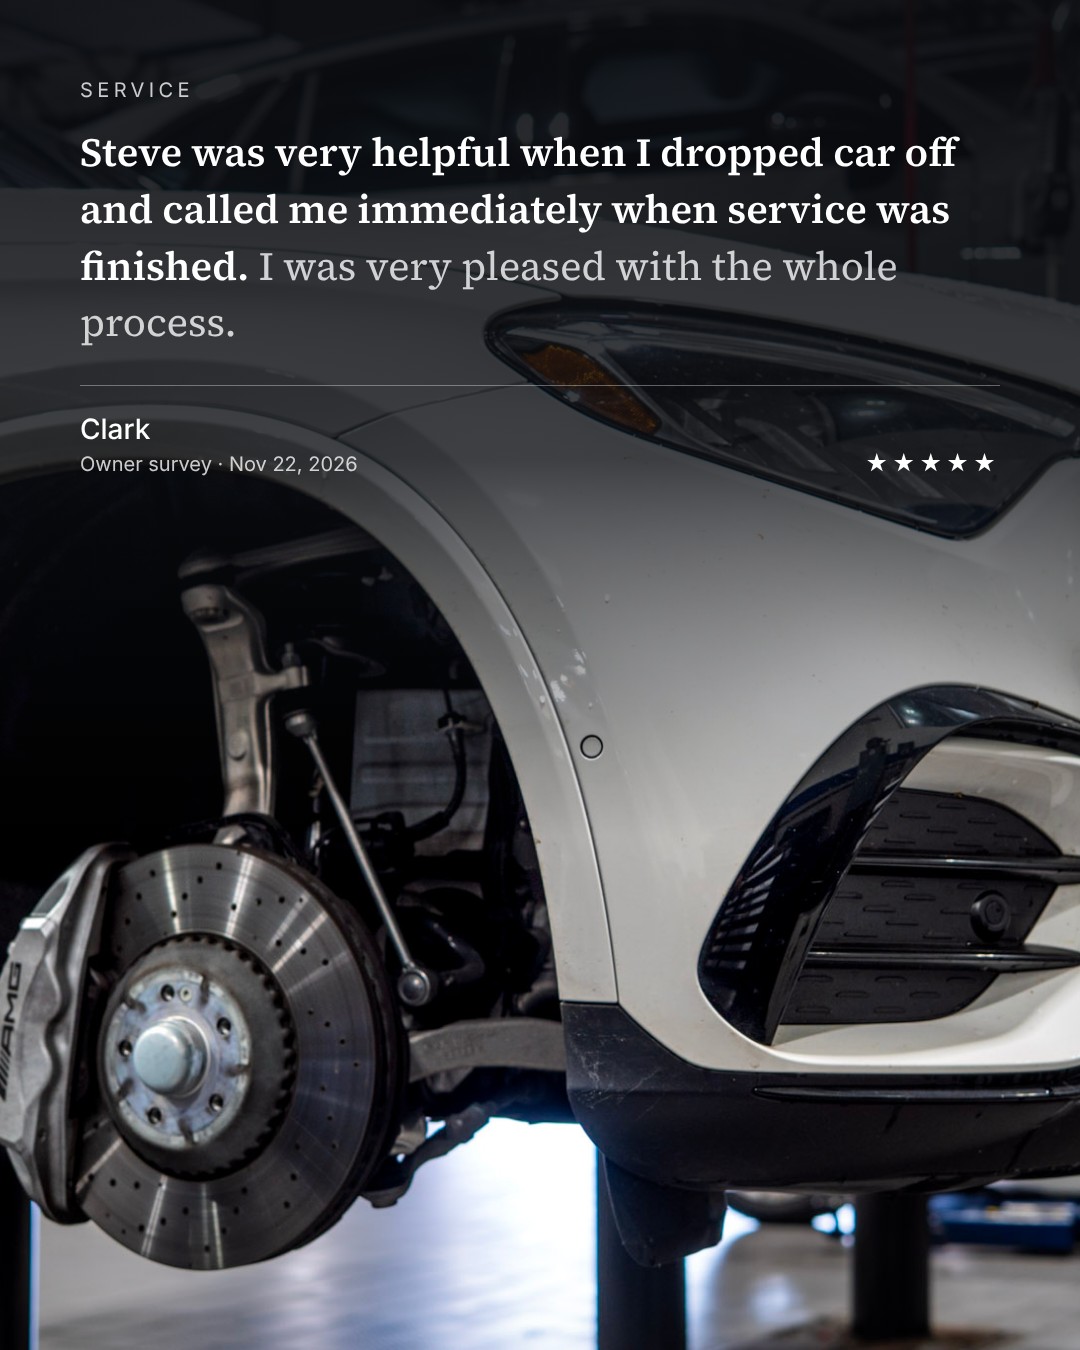 SERVICE
Steve was very helpful when I dropped car off
and called me immediately when service was
finished. I was very pleased with the whole
process.
Clark
Owner survey · Nov 22, 2026
★★★★★
AMG